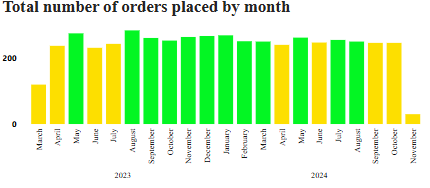 Total number of orders placed by month
200
0
March
April
May
June
July
August
September
October
November
December
January
February
March
April
May
June
July
August
September
October
November
2023
2024